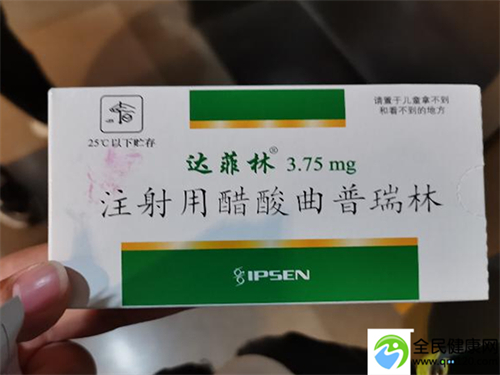 请置于儿童拿不到
和看不到的地方
25℃以下贮存
达菲林® 3.75 mg
注射用醋酸曲普瑞林
IPSEN
全民健康网